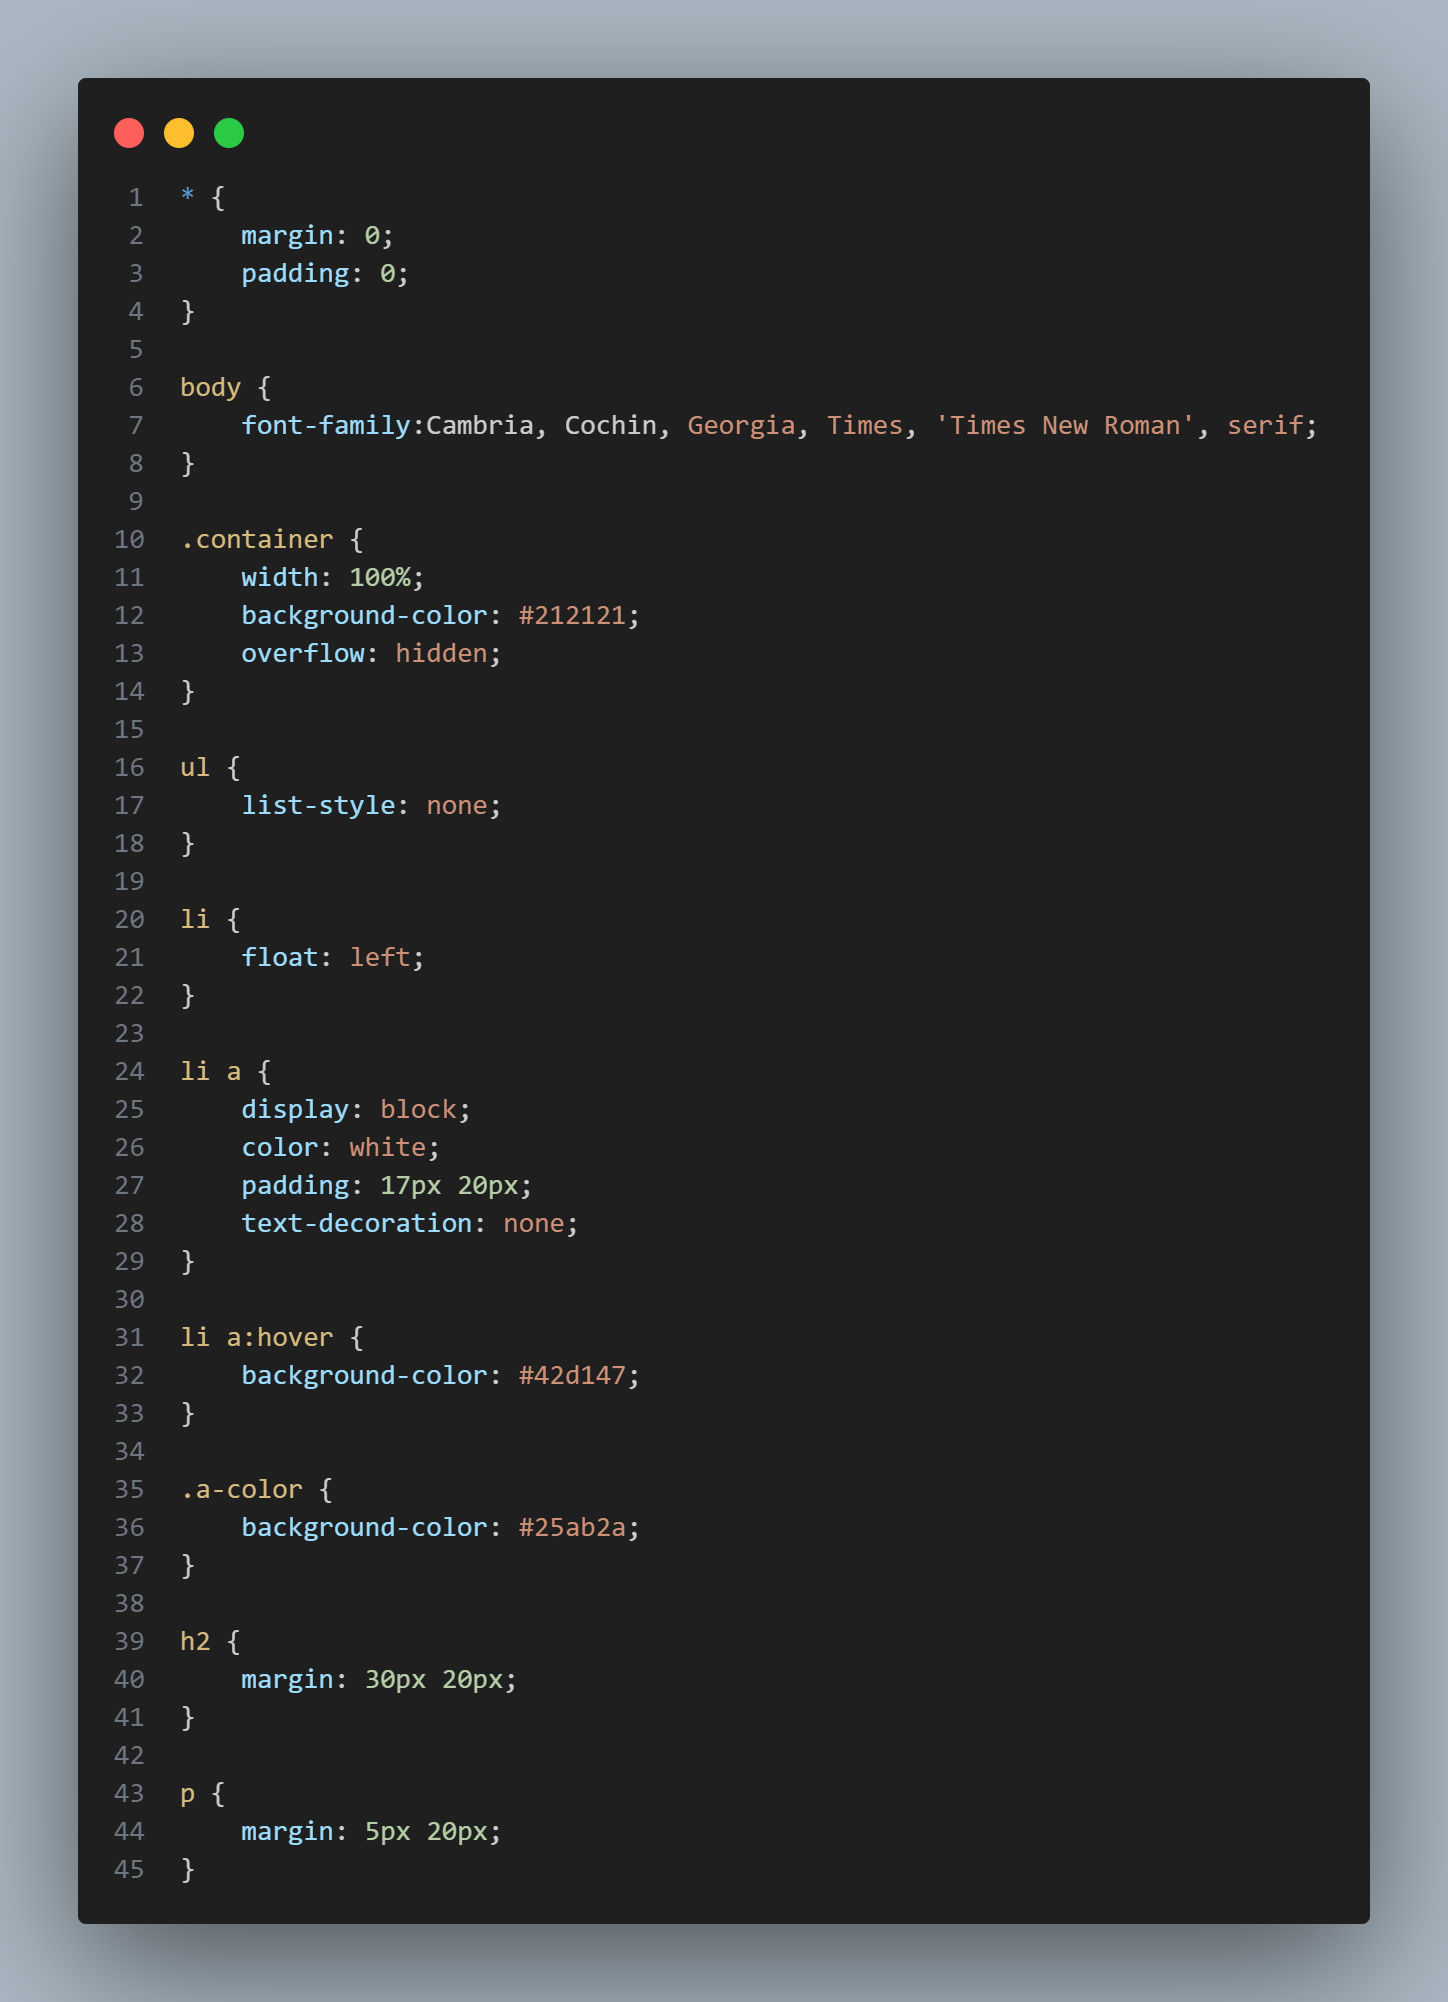 1 * {
2     margin: 0;
3     padding: 0;
4 }
5
6 body {
7     font-family:Cambria, Cochin, Georgia, Times, 'Times New Roman', serif;
8 }
9
10 .container {
11     width: 100%;
12     background-color: #212121;
13     overflow: hidden;
14 }
15
16 ul {
17     list-style: none;
18 }
19
20 li {
21     float: left;
22 }
23
24 li a {
25     display: block;
26     color: white;
27     padding: 17px 20px;
28     text-decoration: none;
29 }
30
31 li a:hover {
32     background-color: #42d147;
33 }
34
35 .a-color {
36     background-color: #25ab2a;
37 }
38
39 h2 {
40     margin: 30px 20px;
41 }
42
43 p {
44     margin: 5px 20px;
45 }